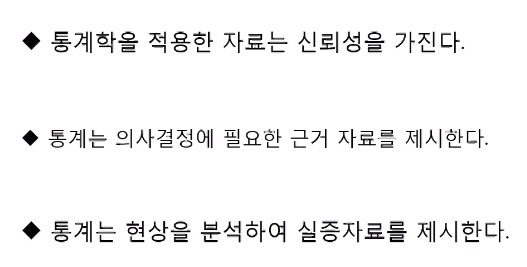 ◆ 통계학을 적용한 자료는 신뢰성을 가진다.
◆ 통계는 의사결정에 필요한 근거 자료를 제시한다.
◆ 통계는 현상을 분석하여 실증자료를 제시한다.